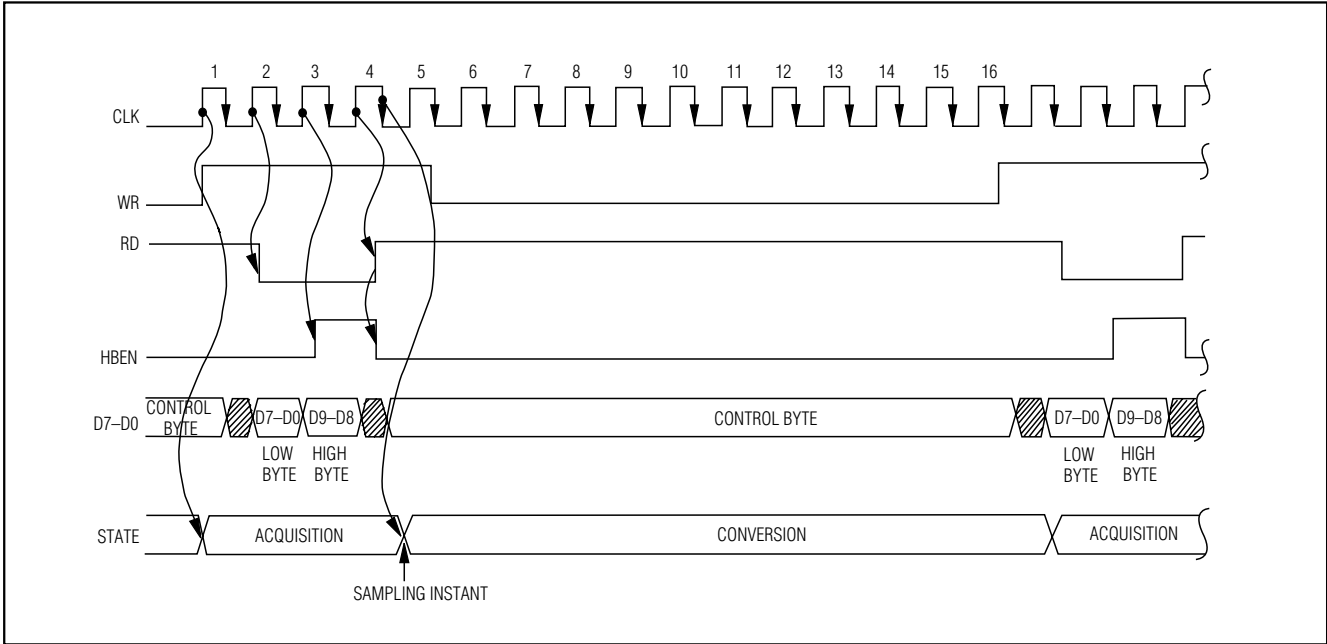 1 2 3 4 5 6 7 8 9 10 11 12 13 14 15 16
CLK
WR
RD
HBEN
D7–D0
CONTROL
BYTE
D7–D0
D9–D8
CONTROL BYTE
D7–D0
D9–D8
LOW
BYTE
HIGH
BYTE
LOW
BYTE
HIGH
BYTE
STATE
ACQUISITION
CONVERSION
ACQUISITION
SAMPLING INSTANT